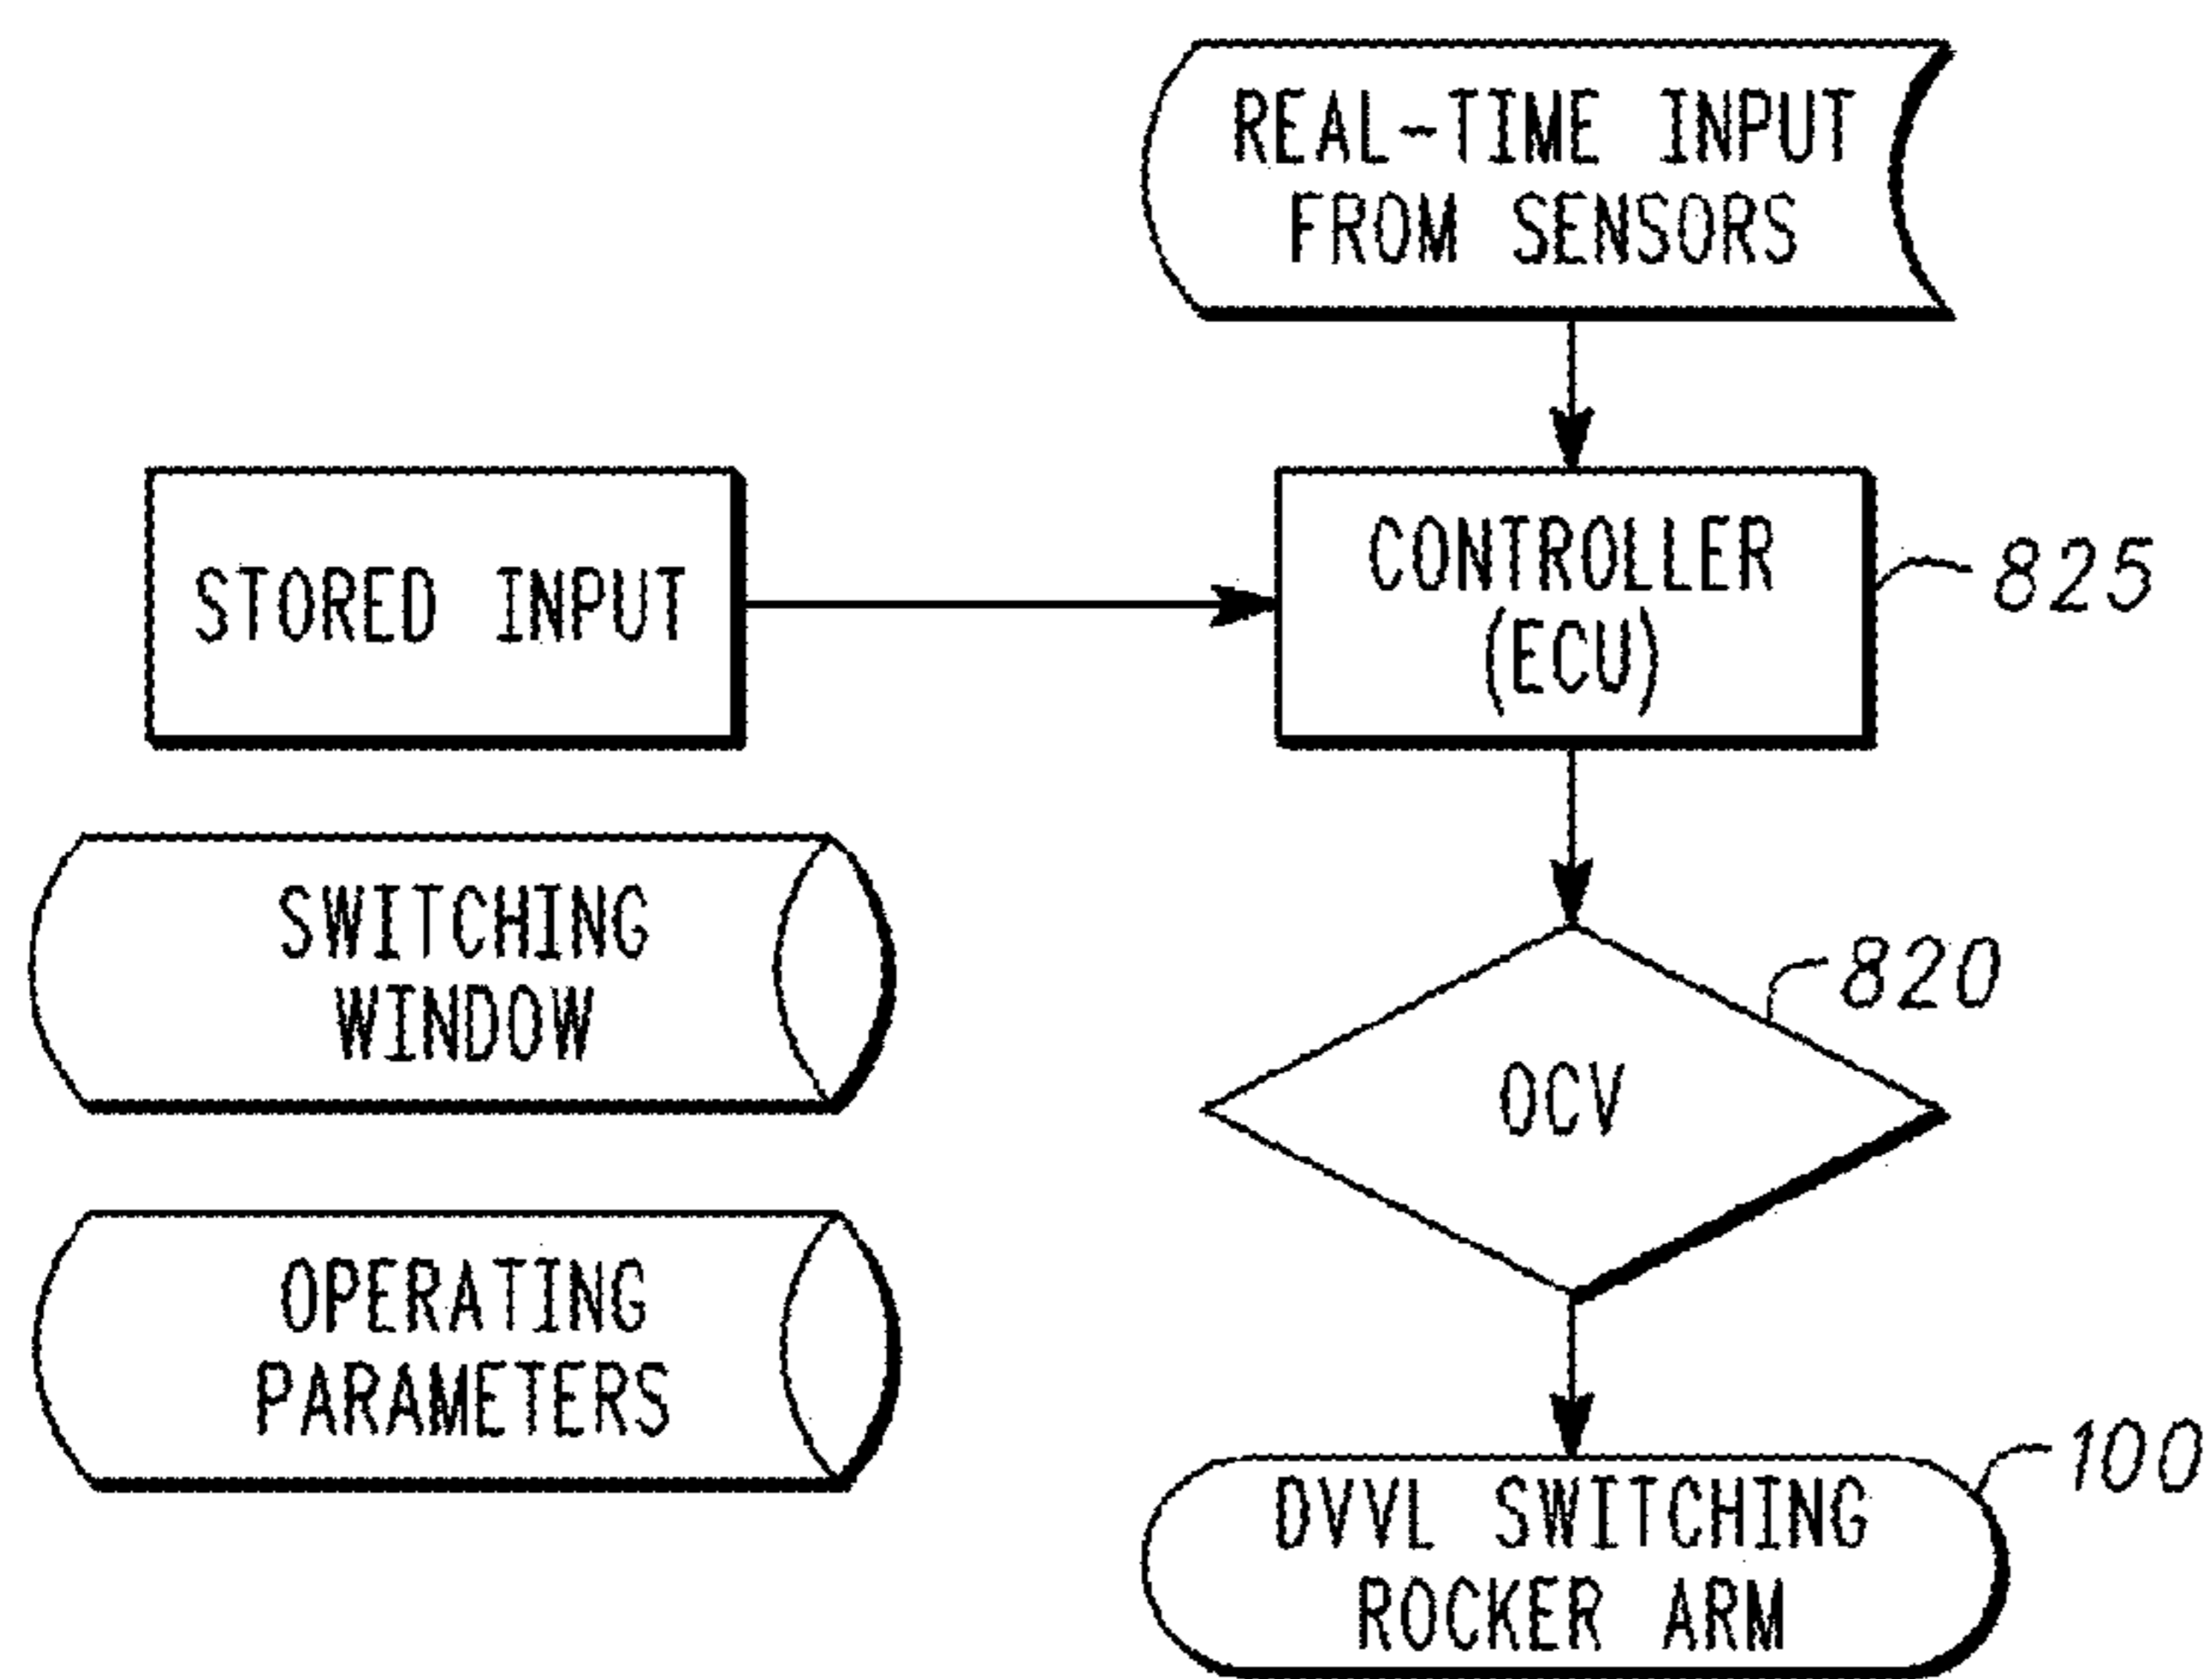 REAL-TIME INPUT
FROM SENSORS
STORED INPUT
CONTROLLER
(ECU)
825
SWITCHING
WINDOW
820
OCV
OPERATING
PARAMETERS
100
DVVL SWITCHING
ROCKER ARM